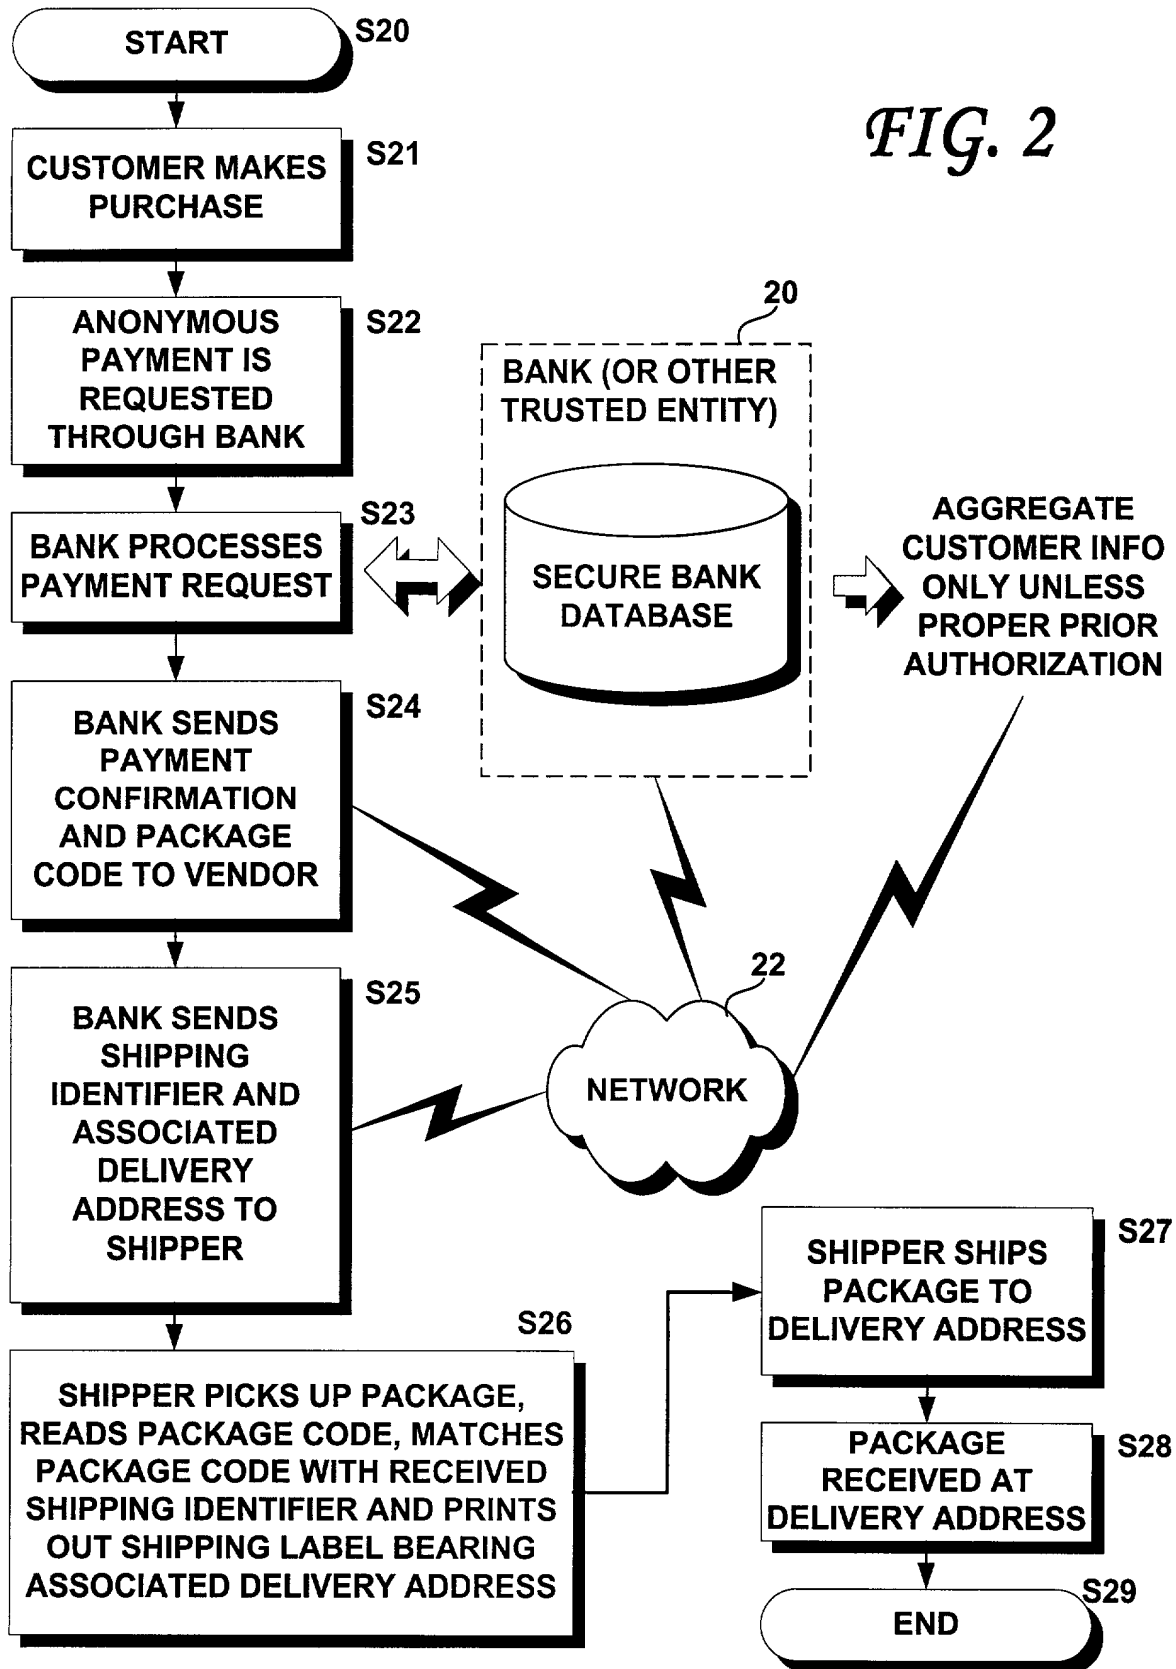 START
S20
FIG. 2
CUSTOMER MAKES
PURCHASE
S21
ANONYMOUS
PAYMENT IS
REQUESTED
THROUGH BANK
S22
BANK PROCESSES
PAYMENT REQUEST
S23
20
BANK (OR OTHER
TRUSTED ENTITY)
SECURE BANK
DATABASE
AGGREGATE
CUSTOMER INFO
ONLY UNLESS
PROPER PRIOR
AUTHORIZATION
BANK SENDS
PAYMENT
CONFIRMATION
AND PACKAGE
CODE TO VENDOR
S24
BANK SENDS
SHIPPING
IDENTIFIER AND
ASSOCIATED
DELIVERY
ADDRESS TO
SHIPPER
S25
22
NETWORK
S26
SHIPPER PICKS UP PACKAGE,
READS PACKAGE CODE, MATCHES
PACKAGE CODE WITH RECEIVED
SHIPPING IDENTIFIER AND PRINTS
OUT SHIPPING LABEL BEARING
ASSOCIATED DELIVERY ADDRESS
SHIPPER SHIPS
PACKAGE TO
DELIVERY ADDRESS
S27
PACKAGE
RECEIVED AT
DELIVERY ADDRESS
S28
END
S29